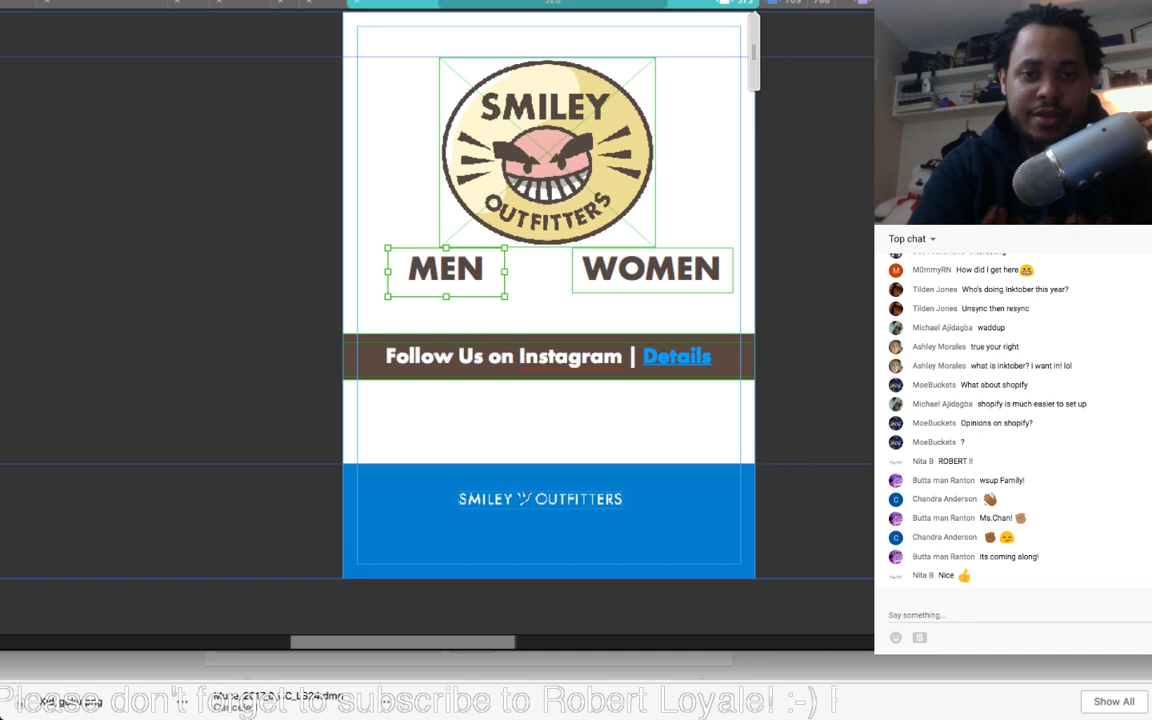 SMILEY
OUTFITTERS
MEN
WOMEN
Follow Us on Instagram | Details
SMILEY OUTFITTERS
Top chat
M0mmyRN How did I get here
Tilden Jones Who's doing Inktober this year?
Tilden Jones Unsync then resync
Michael Ajidagba waddup
Ashley Morales true your right
Ashley Morales what is inktober? I want in! lol
MoeBuckets What about shopify
Michael Ajidagba shopify is much easier to set up
MoeBuckets Opinions on shopify?
MoeBuckets ?
Nita B ROBERT !!
Butta man Ranton wsup Family!
Chandra Anderson
Butta man Ranton Ms.Chan!
Chandra Anderson
Butta man Ranton its coming along!
Nita B Nice
Say something...
Please don't forget to subscribe to Robert Loyale! :-)
Show All